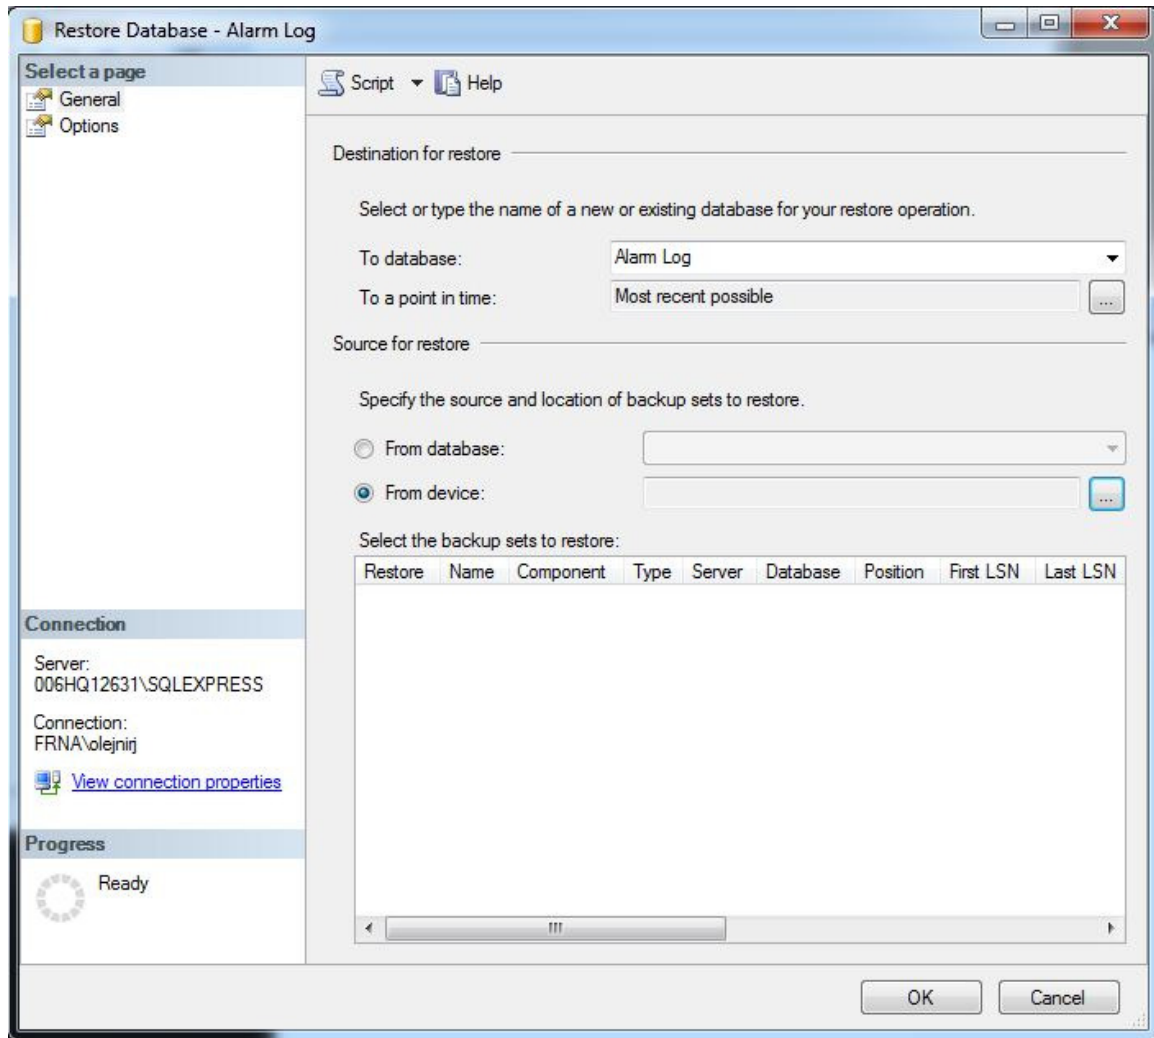 Restore Database - Alarm Log
Select a page
General
Options
Script
Help
Destination for restore
Select or type the name of a new or existing database for your restore operation.
To database:
Alarm Log
To a point in time:
Most recent possible
...
Source for restore
Specify the source and location of backup sets to restore.
From database:
From device:
...
Select the backup sets to restore:
Restore Name Component Type Server Database Position First LSN Last LSN
Connection
Server:
006HQ12631\SQLEXPRESS
Connection:
FRNA\olejnirj
View connection properties
Progress
Ready
OK
Cancel